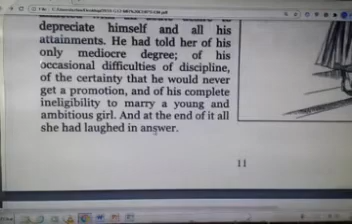 depreciate himself and all his
attainments. He had told her of his
only mediocre degree; of his
occasional difficulties of discipline,
of the certainty that he would never
get a promotion, and of his complete
ineligibility to marry a young and
ambitious girl. And at the end of it all
she had laughed in answer.
11